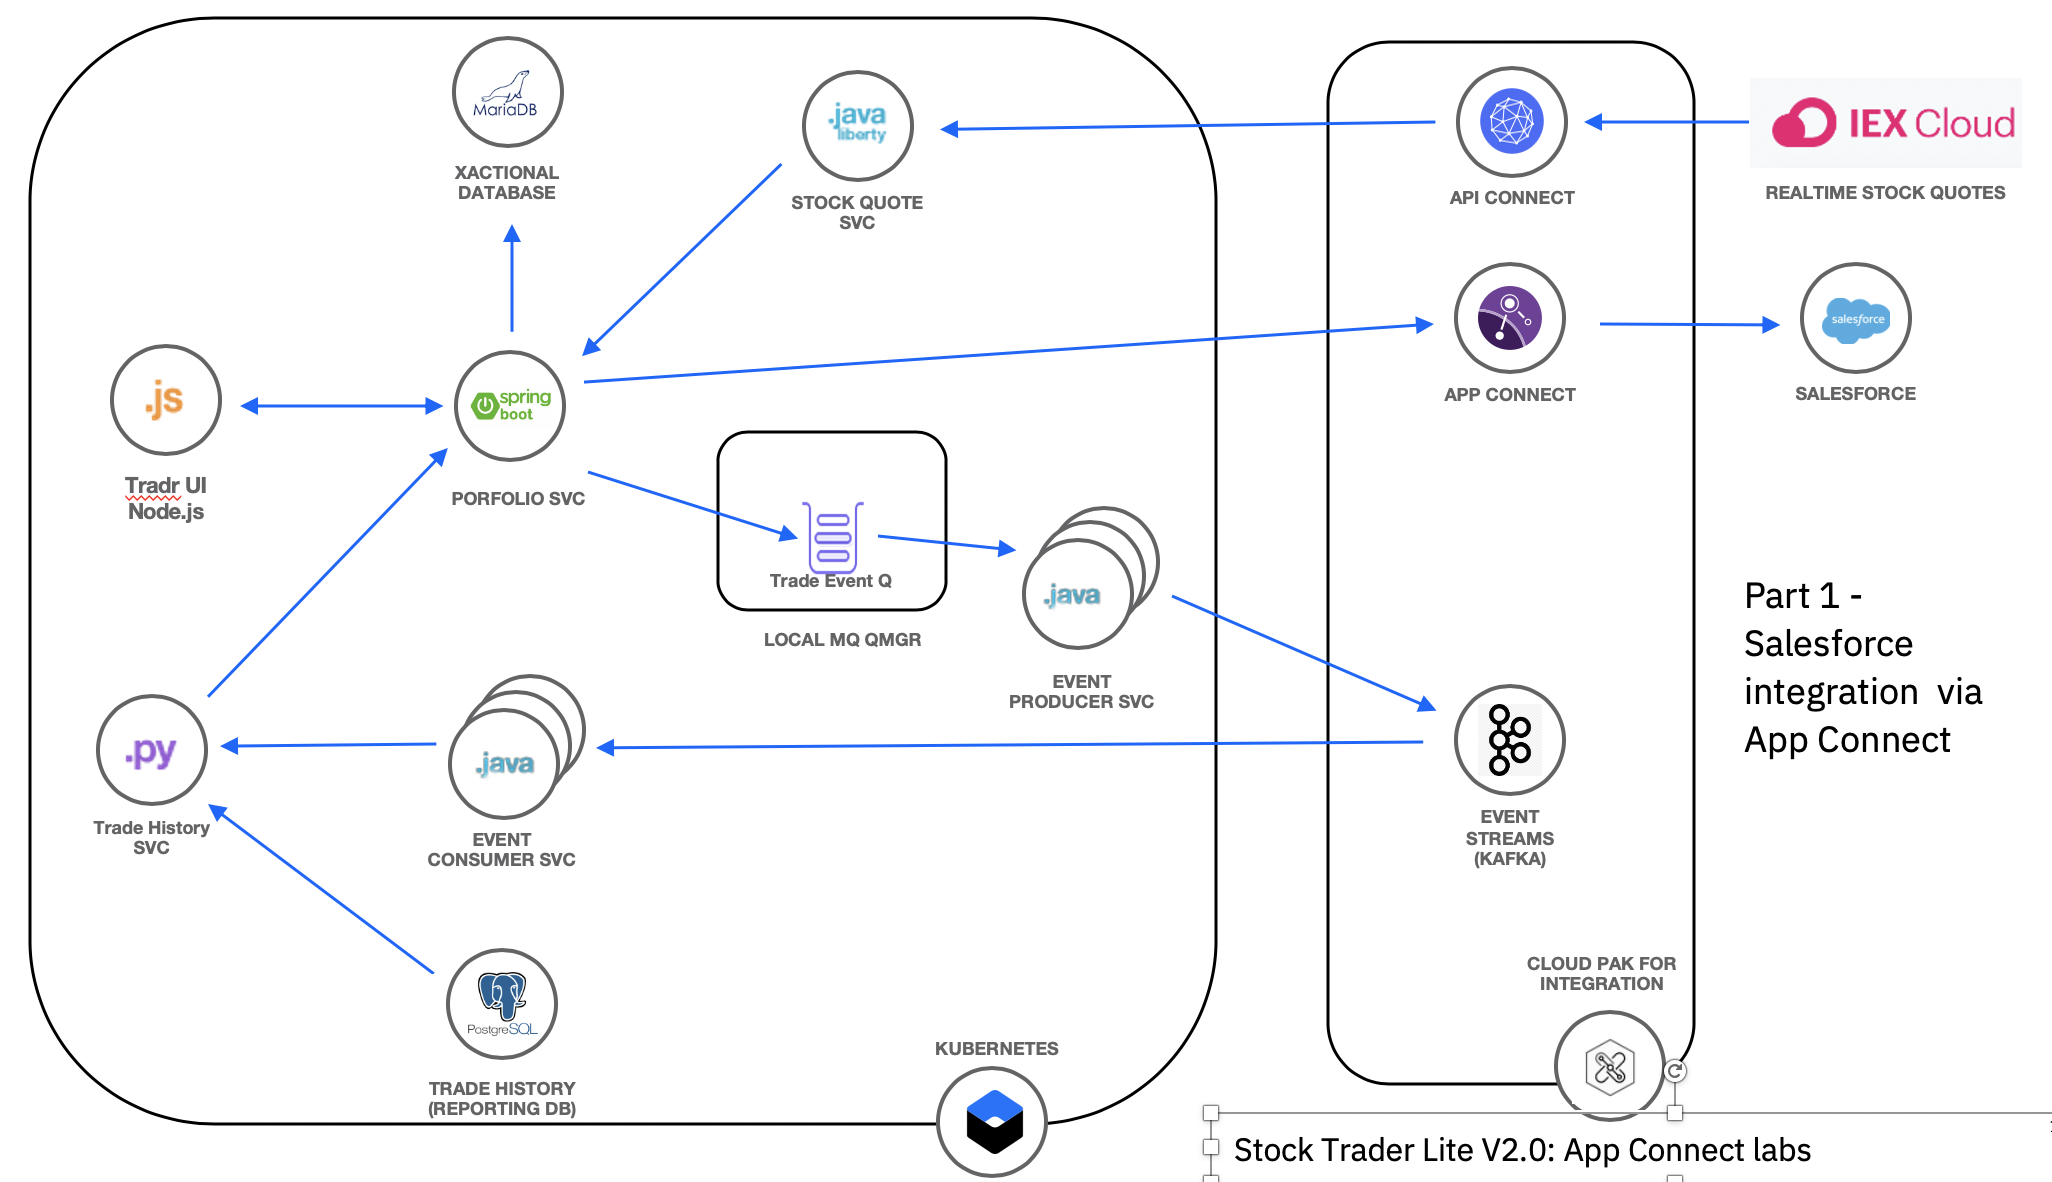 MariaDB
XACTIONAL
DATABASE
.java
liberty
STOCK QUOTE
SVC
API CONNECT
IEX Cloud
REALTIME STOCK QUOTES
APP CONNECT
salesforce
SALESFORCE
.js
Tradr UI
Node.js
spring
boot
PORFOLIO SVC
Trade Event Q
LOCAL MQ QMGR
.java
EVENT
PRODUCER SVC
Part 1 -
Salesforce
integration via
App Connect
.py
Trade History
SVC
.java
EVENT
CONSUMER SVC
EVENT
STREAMS
(KAFKA)
PostgreSQL
TRADE HISTORY
(REPORTING DB)
KUBERNETES
CLOUD PAK FOR
INTEGRATION
Stock Trader Lite V2.0: App Connect labs